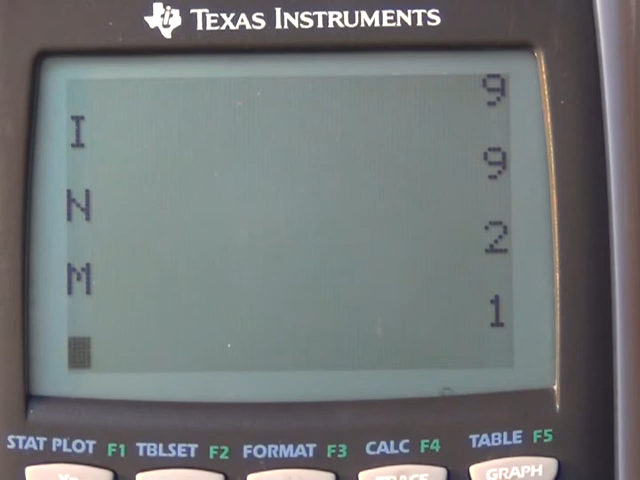 TEXAS INSTRUMENTS
9
I
9
N
2
M
1
STAT PLOT F1 TBLSET F2 FORMAT F3 CALC F4 TABLE F5
Y= TRACE GRAPH